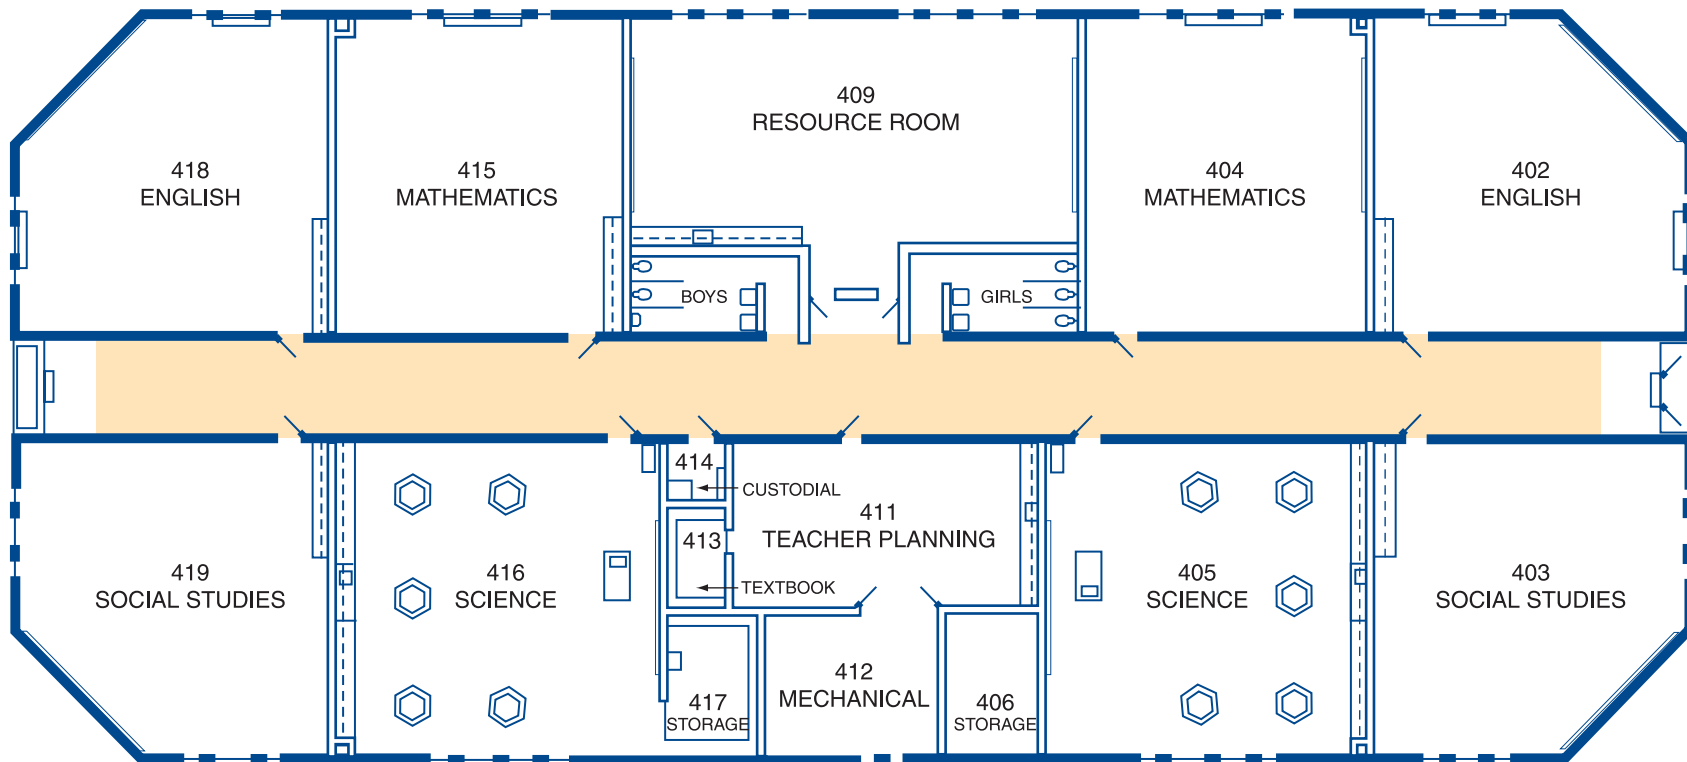 409
RESOURCE ROOM
418
ENGLISH
415
MATHEMATICS
404
MATHEMATICS
402
ENGLISH
BOYS
GIRLS
414
CUSTODIAL
411
TEACHER PLANNING
413
TEXTBOOK
419
SOCIAL STUDIES
416
SCIENCE
405
SCIENCE
403
SOCIAL STUDIES
417
STORAGE
412
MECHANICAL
406
STORAGE